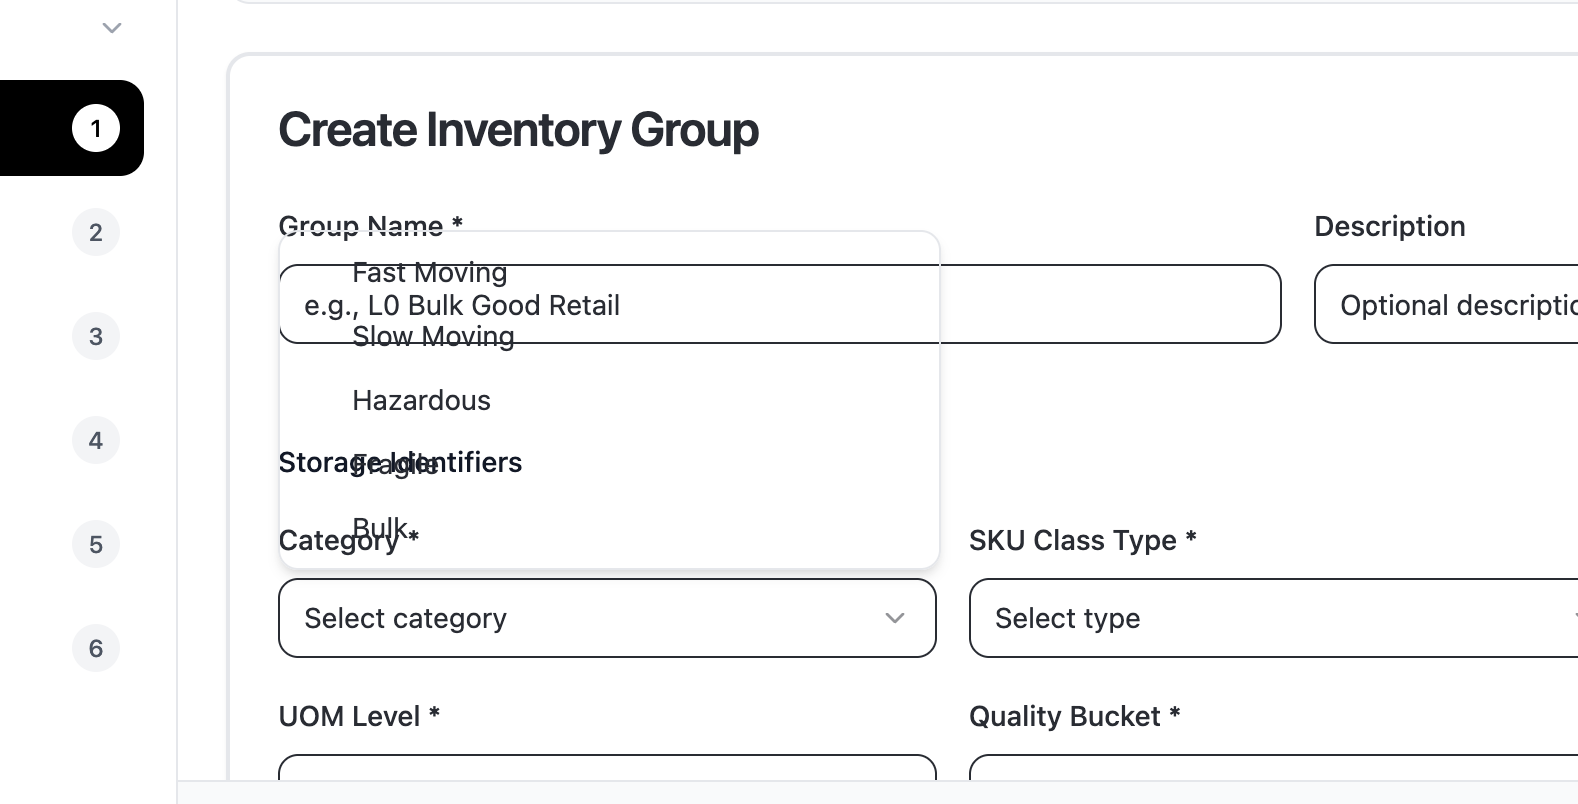 1
2
3
4
5
6
Create Inventory Group
Group Name *
Description
Fast Moving
e.g., L0 Bulk Good Retail
Optional descriptio
Slow Moving
Hazardous
Storage Identifiers
Fragile
Bulk
Category *
SKU Class Type *
Select category
Select type
UOM Level *
Quality Bucket *